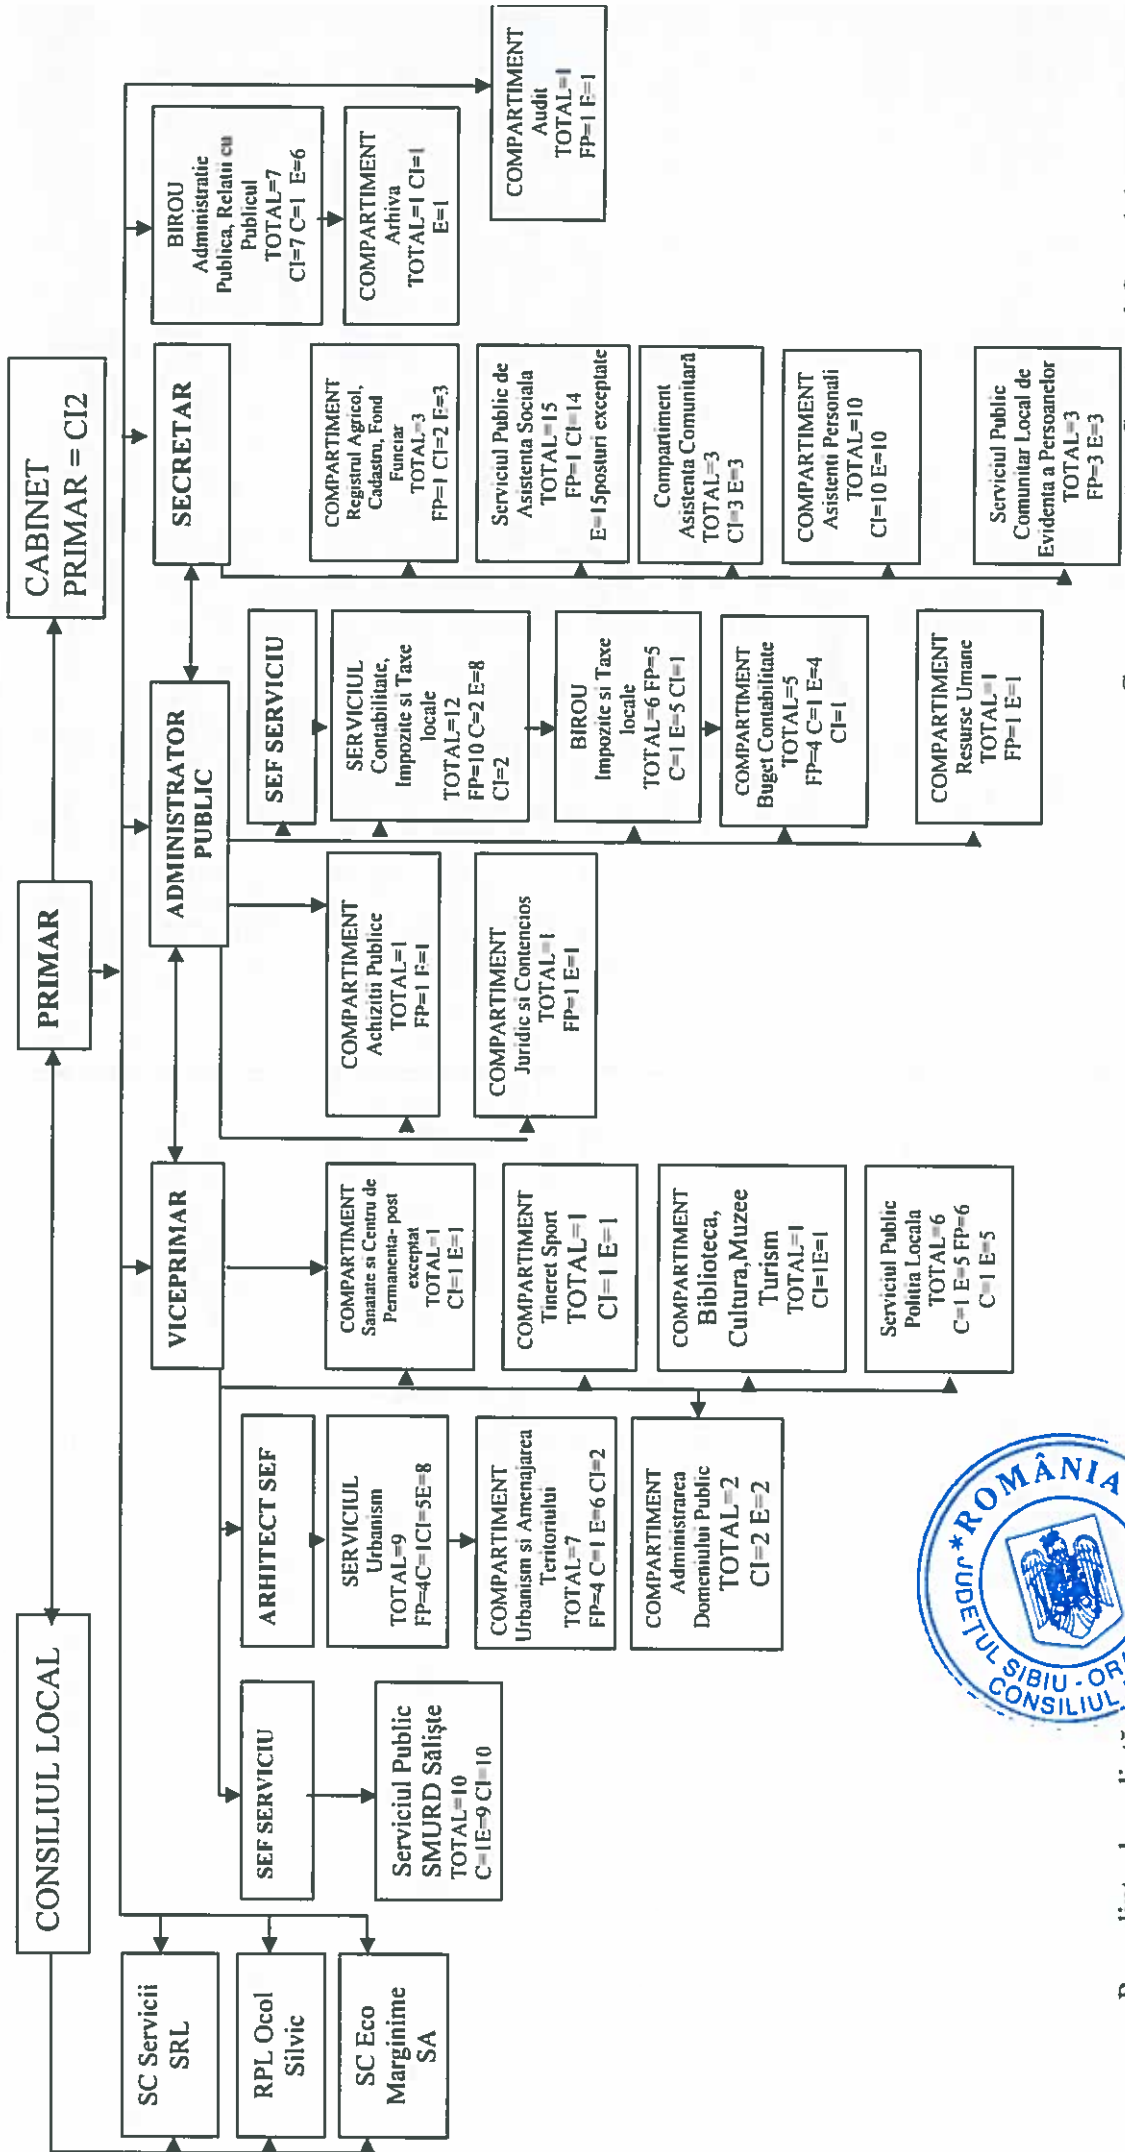 CONSILIUL LOCAL
PRIMAR
CABINET
PRIMAR = CI2
SC Servicii
SRL
RPL Ocol
Silvic
SC Eco
Marginime
SA
VICEPRIMAR
ADMINISTRATOR
PUBLIC
SECRETAR
BIROU
Administratie
Publica, Relatii cu
Publicul
TOTAL=7
CI=7 C=1 E=6
COMPARTIMENT
Arhiva
TOTAL=1 CI=1
E=1
COMPARTIMENT
Audit
TOTAL=1
FP=1 E=1
SEF SERVICIU
Serviciul Public
SMURD Săliște
TOTAL=10
C=1E=9 CI=10
ARHITECT SEF
SERVICIUL
Urbanism
TOTAL=9
FP=4C=1CI=5E=8
COMPARTIMENT
Urbanism si Amenajarea
Teritoriului
TOTAL=7
FP=4 C=1 E=6 CI=2
COMPARTIMENT
Administrarea
Domeniului Public
TOTAL=2
CI=2 E=2
COMPARTIMENT
Sanatate si Centru de
Permanenta- post
exceptat
TOTAL=1
CI=1 E=1
COMPARTIMENT
Tineret Sport
TOTAL=1
CI=1 E=1
COMPARTIMENT
Biblioteca,
Cultura,Muzee
Turism
TOTAL=1
CI=1E=1
Serviciul Public
Politia Locala
TOTAL=6
C=1 E=5 FP=6
C=1 E=5
COMPARTIMENT
Achizitii Publice
TOTAL=1
FP=1 E=1
COMPARTIMENT
Juridic si Contencios
TOTAL=1
FP=1 E=1
SEF SERVICIU
SERVICIUL
Contabilitate,
Impozite si Taxe
locale
TOTAL=12
FP=10 C=2 E=8
CI=2
BIROU
Impozite si Taxe
locale
TOTAL=6 FP=5
C=1 E=5 CI=1
COMPARTIMENT
Buget Contabilitate
TOTAL=5
FP=4 C=1 E=4
CI=1
COMPARTIMENT
Resurse Umane
TOTAL=1
FP=1 E=1
COMPARTIMENT
Registrul Agricol,
Cadastru, Fond
Funciar
TOTAL=3
FP=1 CI=2 E=3
Serviciul Public de
Asistenta Sociala
TOTAL=15
FP=1 CI=14
E=15posturi exceptate
Compartiment
Asistenta Comunitară
TOTAL=3
CI=3 E=3
COMPARTIMENT
Asistenti Personali
TOTAL=10
CI=10 E=10
Serviciul Public
Comunitar Local de
Evidenta a Persoanelor
TOTAL=3
FP=3 E=3
* ROMÂNIA
JUDEȚUL SIBIU - ORA
CONSILIUL